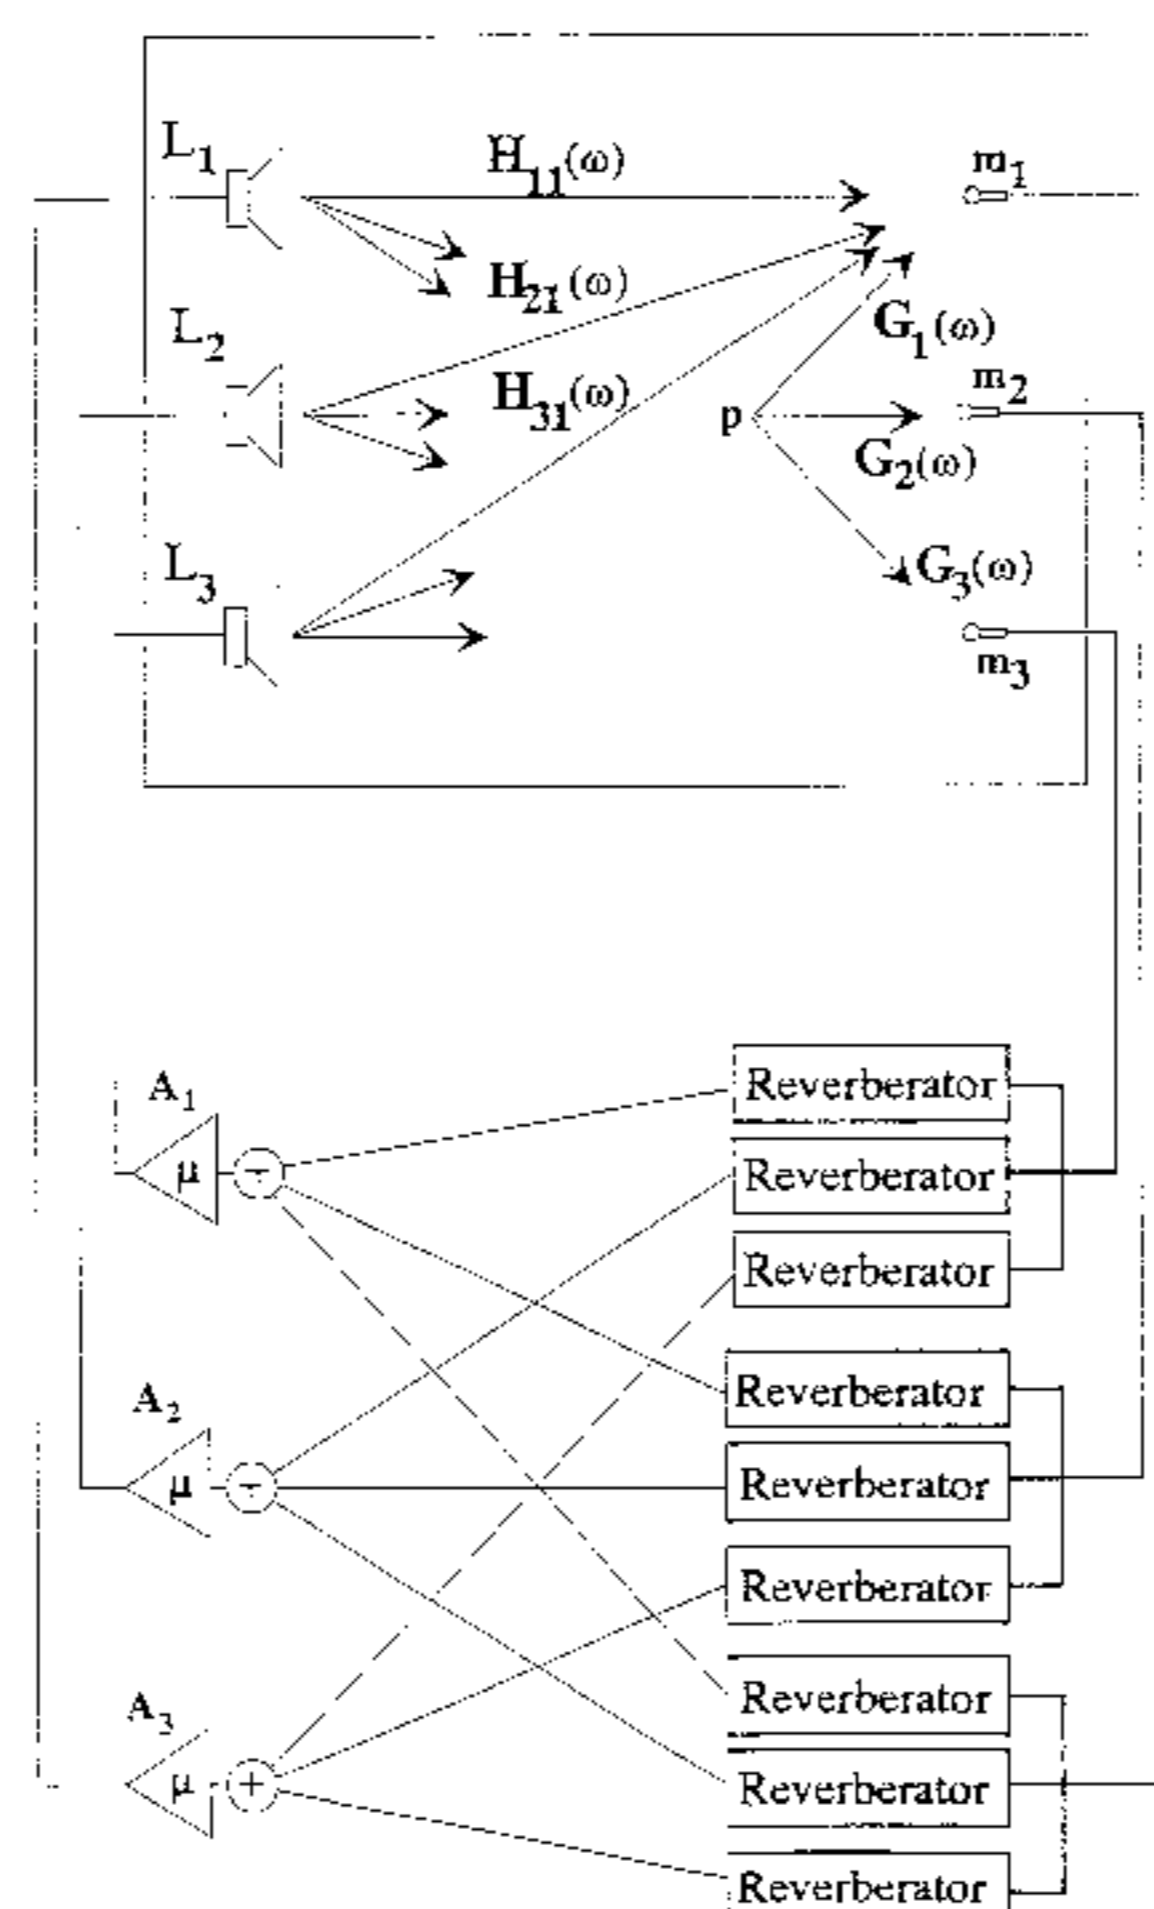 L1
H11(ω)
m1
H21(ω)
L2
G1(ω)
H31(ω)
m2
p
G2(ω)
L3
G3(ω)
m3
A1
Reverberator
μ
Reverberator
Reverberator
A2
Reverberator
μ
Reverberator
Reverberator
A3
Reverberator
μ +
Reverberator
Reverberator